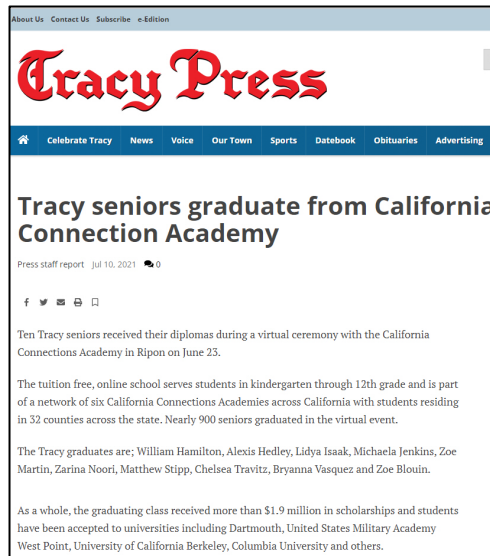 About Us Contact Us Subscribe e-Edition
Tracy Press
Celebrate Tracy News Voice Our Town Sports Datebook Obituaries Advertising
Tracy seniors graduate from California
Connection Academy
Press staff report Jul 10, 2021 0
Ten Tracy seniors received their diplomas during a virtual ceremony with the California
Connections Academy in Ripon on June 23.
The tuition free, online school serves students in kindergarten through 12th grade and is part
of a network of six California Connections Academies across California with students residing
in 32 counties across the state. Nearly 900 seniors graduated in the virtual event.
The Tracy graduates are; William Hamilton, Alexis Hedley, Lidya Isaak, Michaela Jenkins, Zoe
Martin, Zarina Noori, Matthew Stipp, Chelsea Travitz, Bryanna Vasquez and Zoe Blouin.
As a whole, the graduating class received more than $1.9 million in scholarships and students
have been accepted to universities including Dartmouth, United States Military Academy
West Point, University of California Berkeley, Columbia University and others.